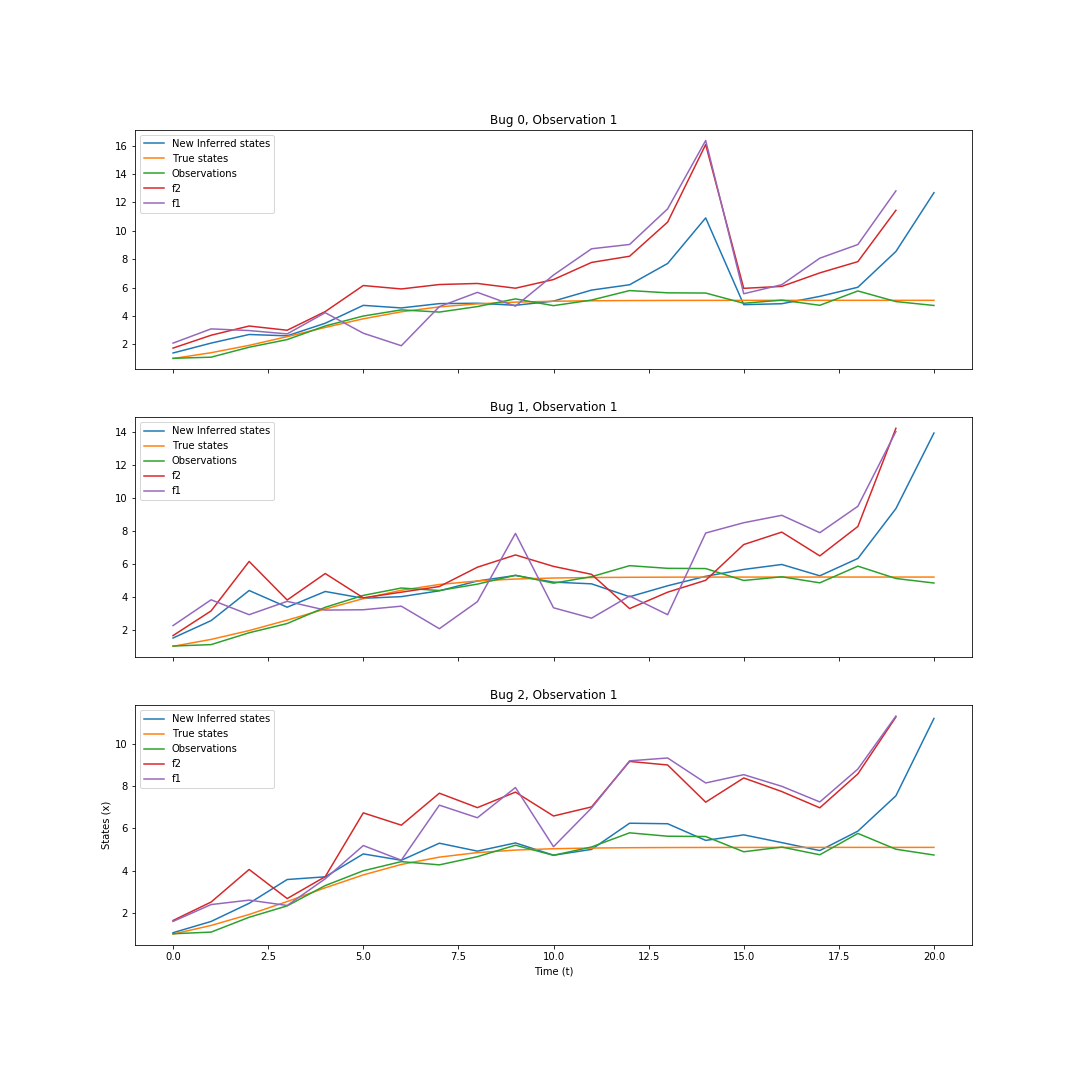 Bug 0, Observation 1
New Inferred states
True states
Observations
f2
f1
16
14
12
10
8
6
4
2
Bug 1, Observation 1
New Inferred states
True states
Observations
f2
f1
14
12
10
8
6
4
2
Bug 2, Observation 1
New Inferred states
True states
Observations
f2
f1
10
8
6
4
2
States (x)
0.0 2.5 5.0 7.5 10.0 12.5 15.0 17.5 20.0
Time (t)